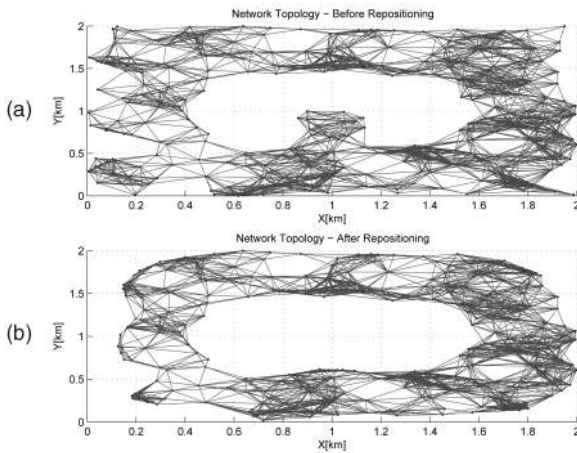 Network Topology – Before Repositioning
(a)
Y[km]
2
1.5
1
0.5
0
0 0.2 0.4 0.6 0.8 1 1.2 1.4 1.6 1.8 2
X[km]
Network Topology – After Repositioning
(b)
Y[km]
2
1.5
1
0.5
0
0 0.2 0.4 0.6 0.8 1 1.2 1.4 1.6 1.8 2
X[km]